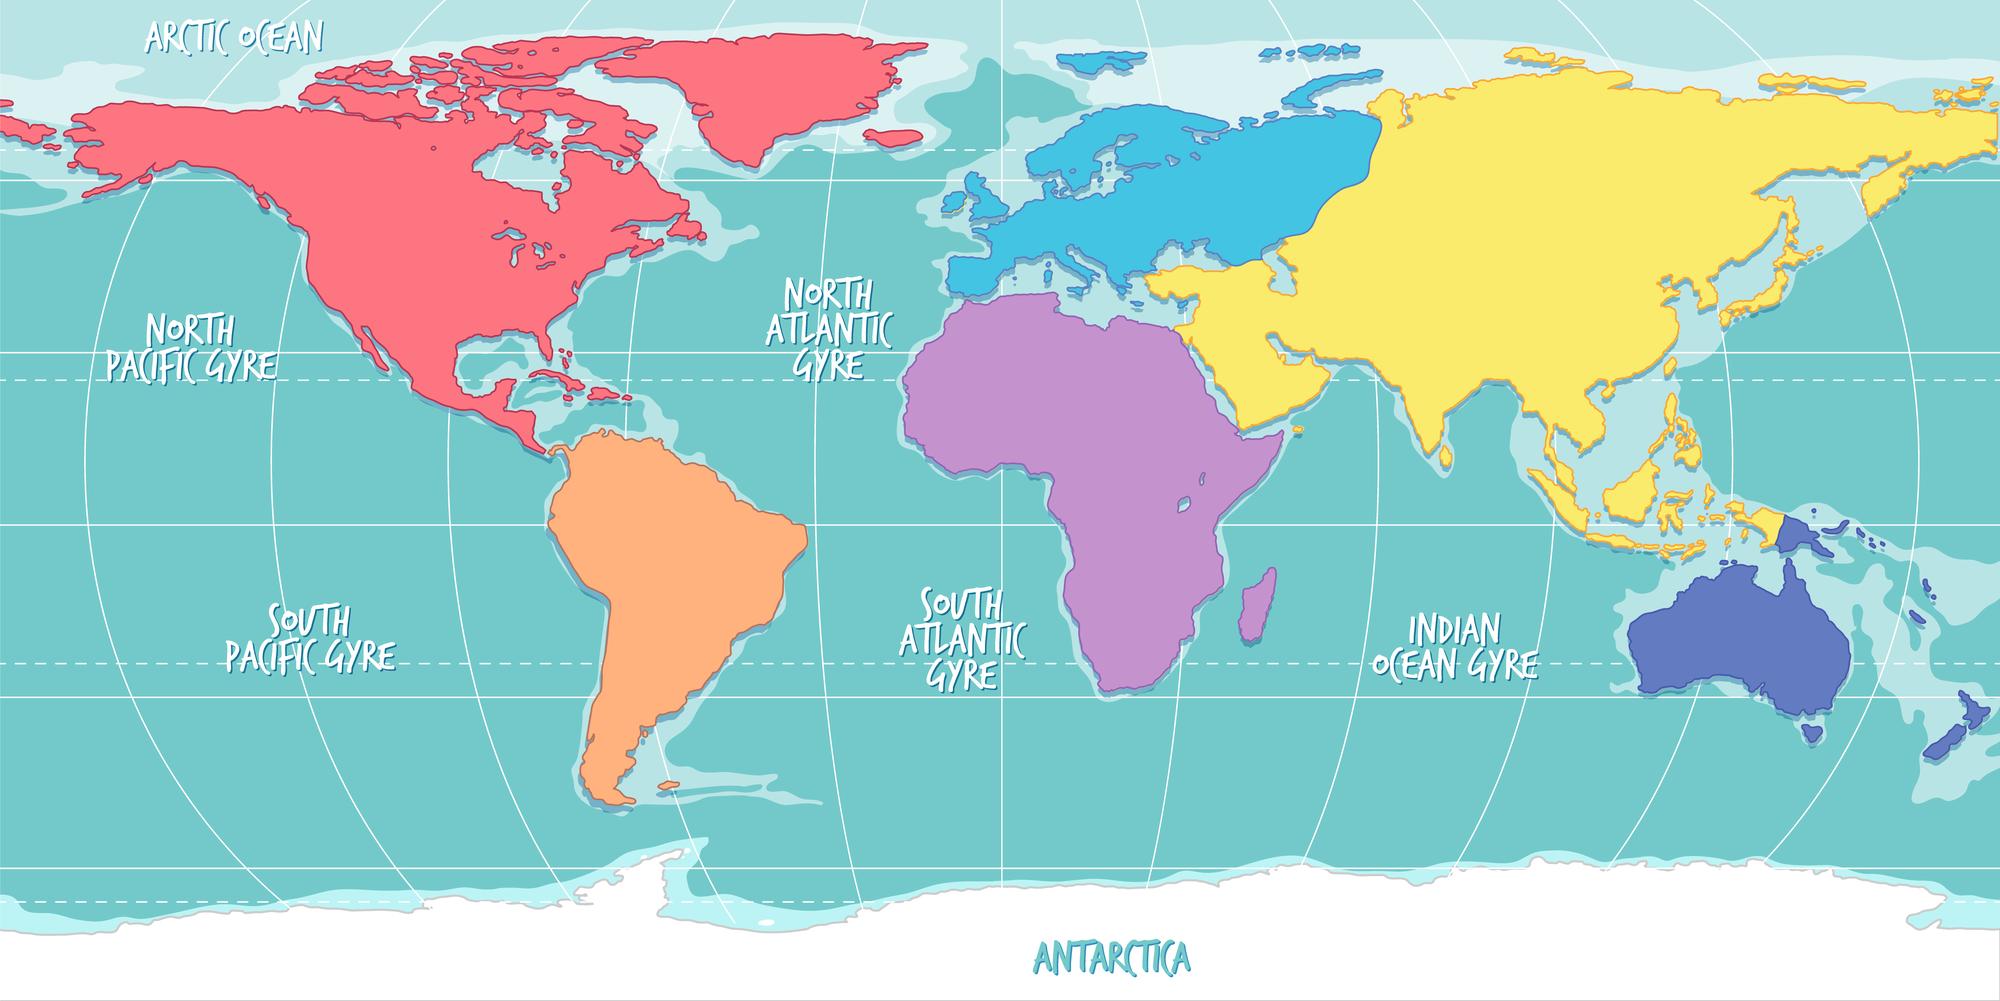 ARCTIC OCEAN
NORTH
PACIFIC GYRE
NORTH
ATLANTIC
GYRE
SOUTH
PACIFIC GYRE
SOUTH
ATLANTIC
GYRE
INDIAN
OCEAN GYRE
ANTARCTICA